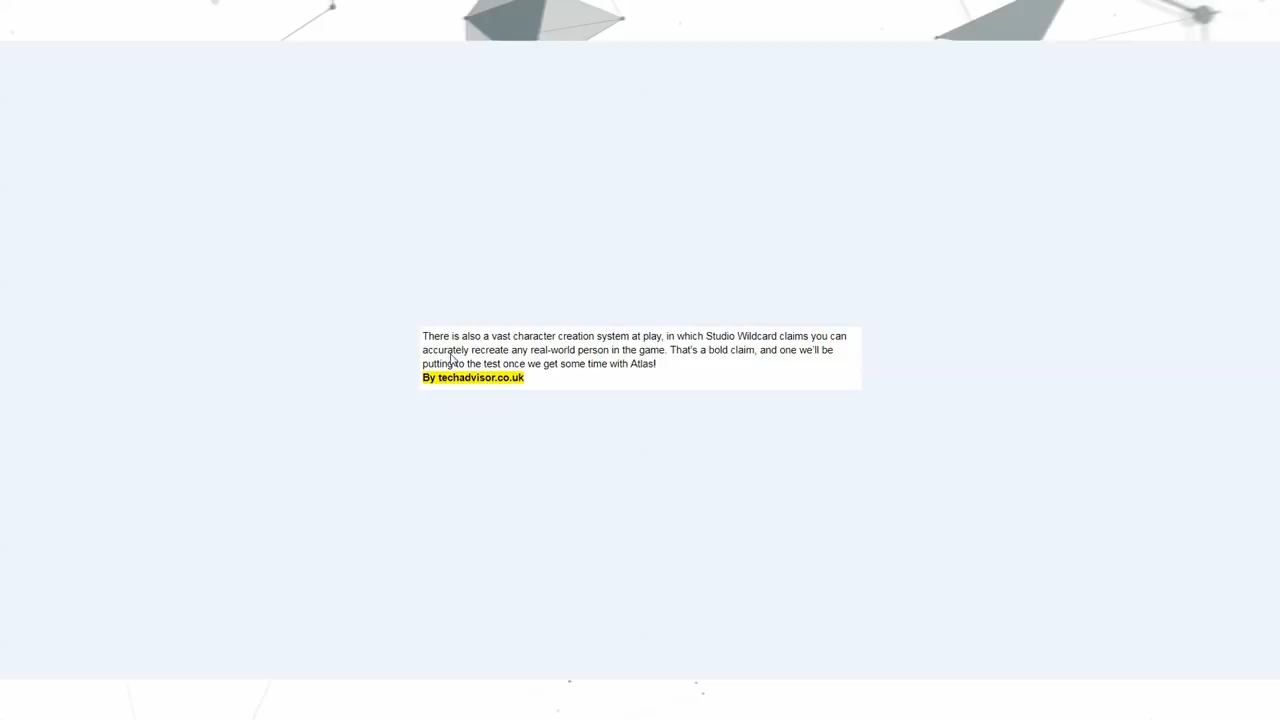 There is also a vast character creation system at play, in which Studio Wildcard claims you can
accurately recreate any real-world person in the game. That's a bold claim, and one we'll be
putting to the test once we get some time with Atlas!
By techadvisor.co.uk